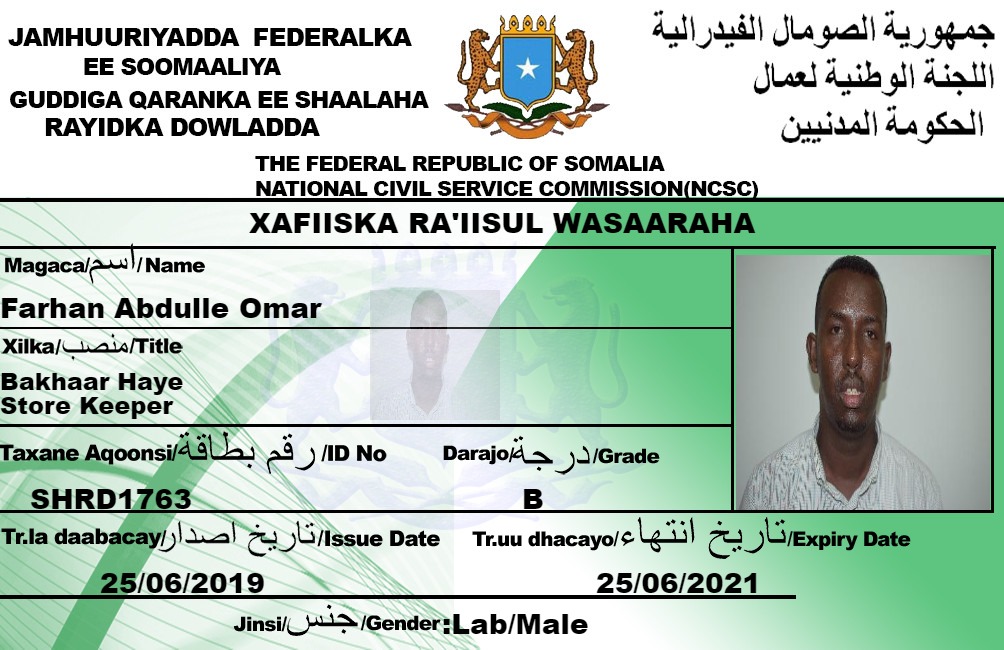 JAMHUURIYADDA FEDERALKA
EE SOOMAALIYA
GUDDIGA QARANKA EE SHAALAHA
RAYIDKA DOWLADDA
جمهورية الصومال الفيدرالية
اللجنة الوطنية لعمال
الحكومة المدنيين
THE FEDERAL REPUBLIC OF SOMALIA
NATIONAL CIVIL SERVICE COMMISSION(NCSC)
XAFIISKA RA'IISUL WASAARAHA
Magaca/اسم/Name
Farhan Abdulle Omar
Xilka/منصب/Title
Bakhaar Haye
Store Keeper
Taxane Aqoonsi/رقم بطاقة/ID No
Darajo/درجة/Grade
SHRD1763
B
Tr.la daabacay/تاريخ اصدار/Issue Date
Tr.uu dhacayo/تاريخ انتهاء/Expiry Date
25/06/2019
25/06/2021
Jinsi/جنس/Gender:Lab/Male